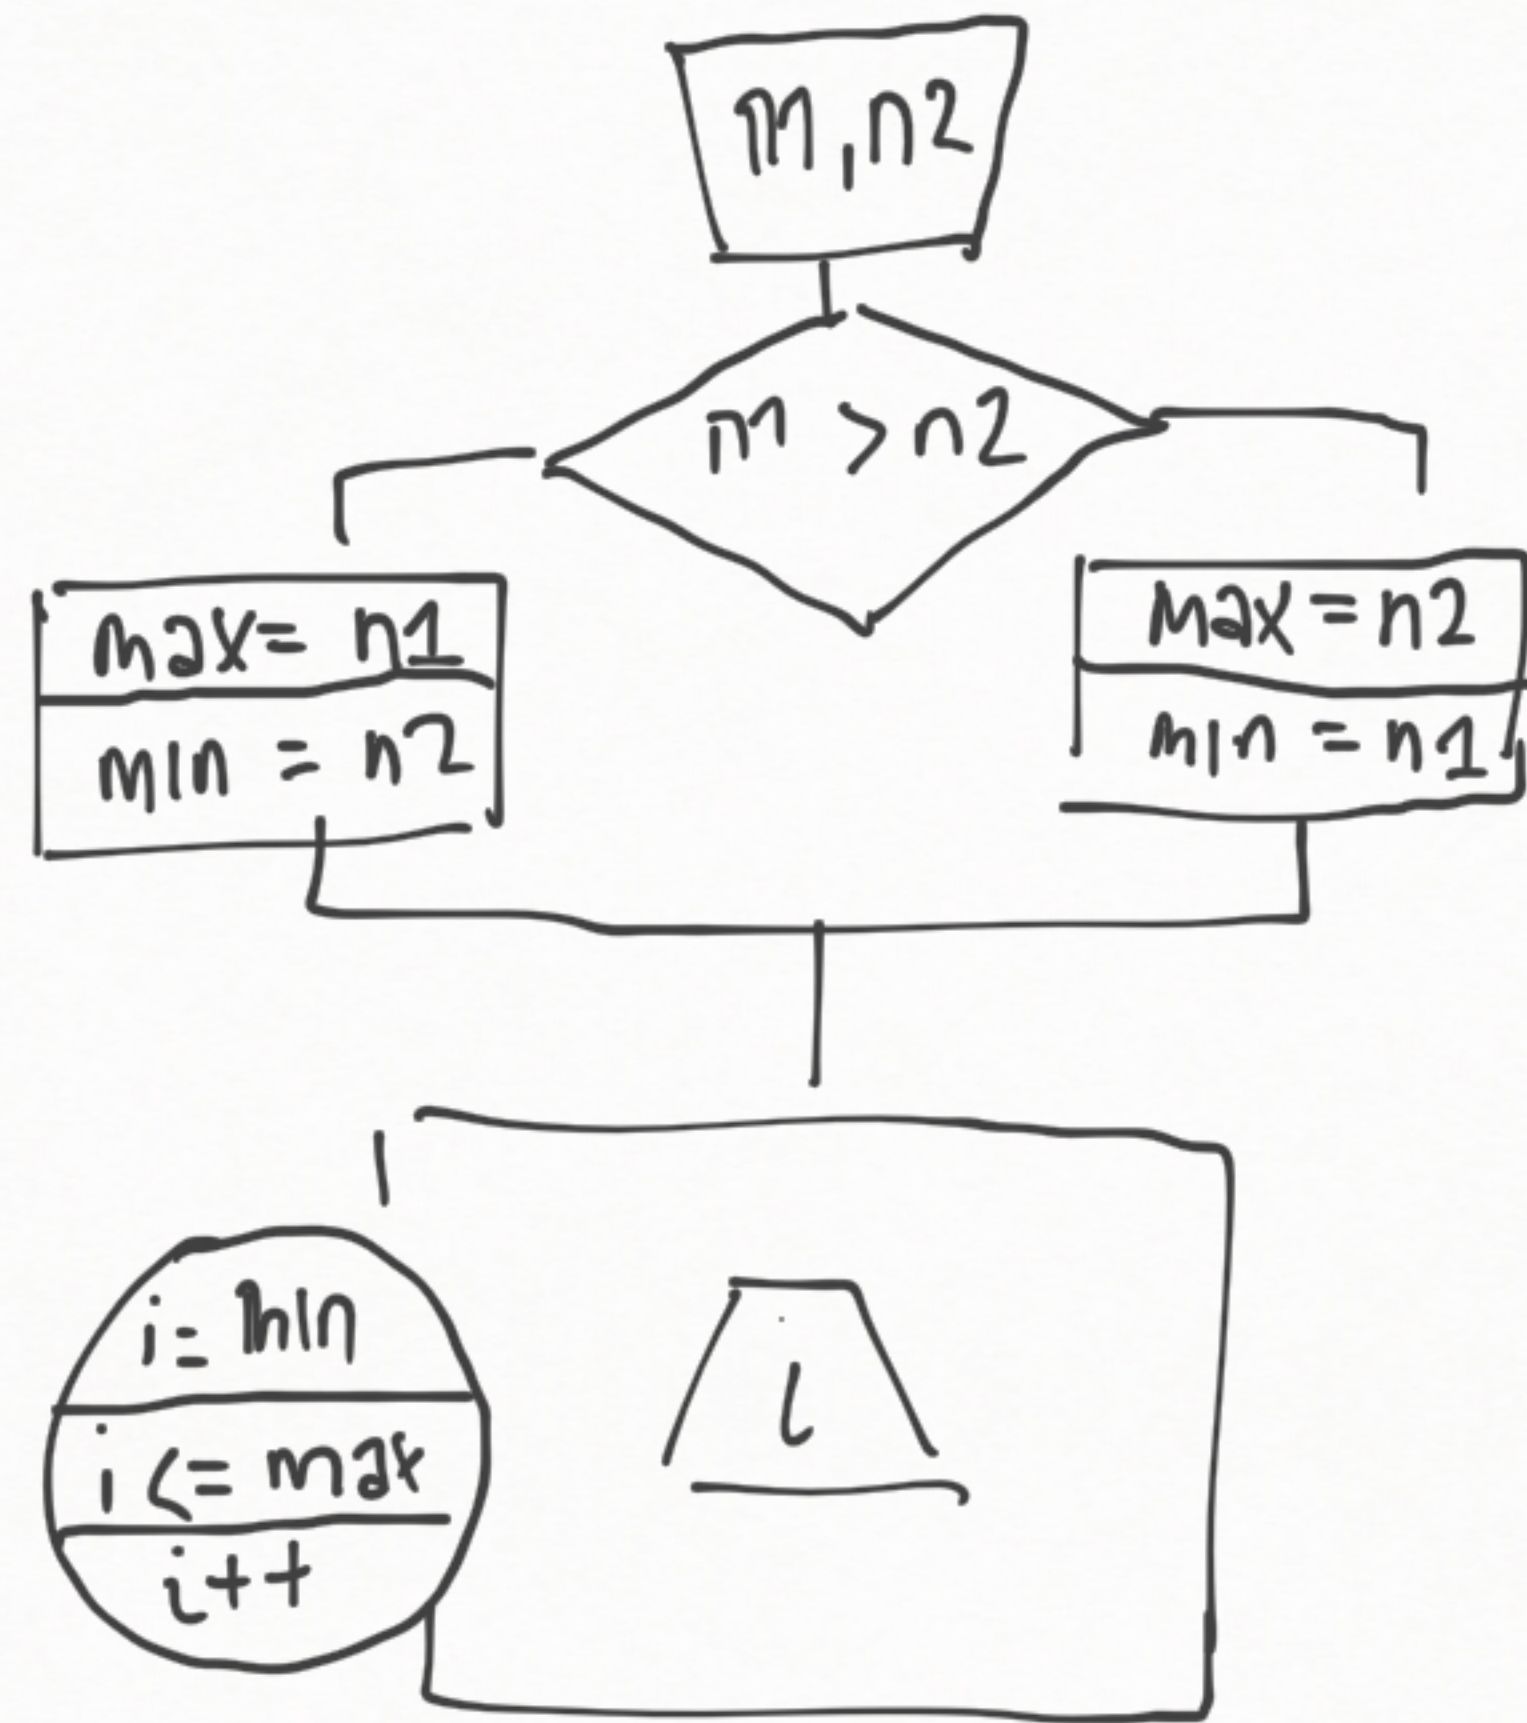 n1, n2
n1 > n2
max = n1
min = n2
max = n2
min = n1
i = min
i <= max
i++
i